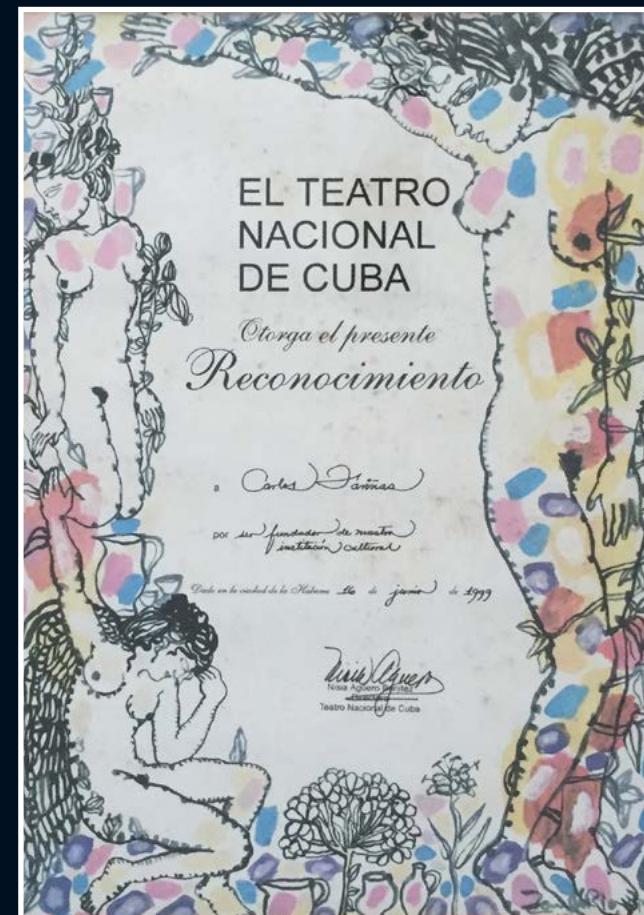 EL TEATRO
NACIONAL
DE CUBA
Otorga el presente
Reconocimiento
a Carlos Fariñas
por ser fundador de nuestra
institución cultural
Dado en la ciudad de la Habana 16 de junio de 1999
Nisia Agüero
Nisia Agüero Benítez
Directora
Teatro Nacional de Cuba